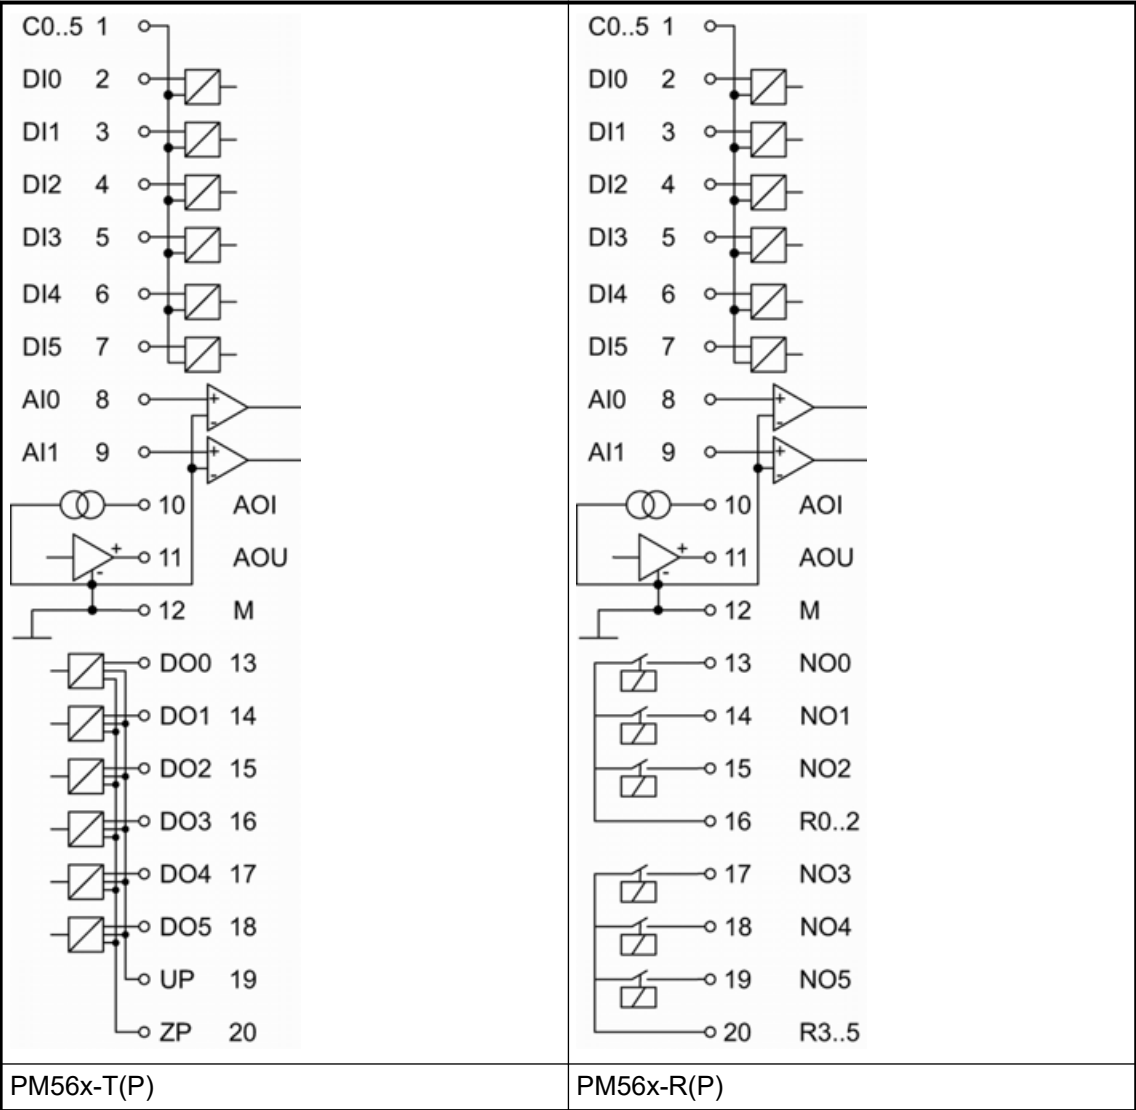 C0..5 1
DI0 2
DI1 3
DI2 4
DI3 5
DI4 6
DI5 7
AI0 8
+
-
AI1 9
+
-
10 AOI
+
11 AOU
-
12 M
DO0 13
DO1 14
DO2 15
DO3 16
DO4 17
DO5 18
UP 19
ZP 20
PM56x-T(P)
C0..5 1
DI0 2
DI1 3
DI2 4
DI3 5
DI4 6
DI5 7
AI0 8
+
-
AI1 9
+
-
10 AOI
+
11 AOU
-
12 M
13 NO0
14 NO1
15 NO2
16 R0..2
17 NO3
18 NO4
19 NO5
20 R3..5
PM56x-R(P)